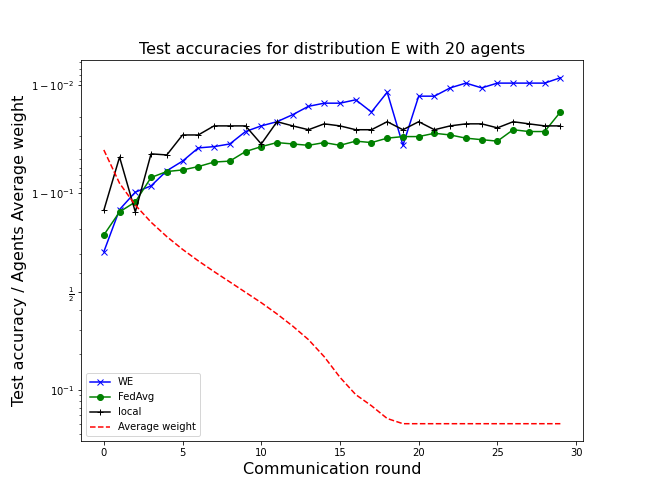 Test accuracies for distribution E with 20 agents
Test accuracy / Agents Average weight
1−10⁻²
1−10⁻¹
1/2
10⁻¹
WE
FedAvg
local
Average weight
0 5 10 15 20 25 30
Communication round